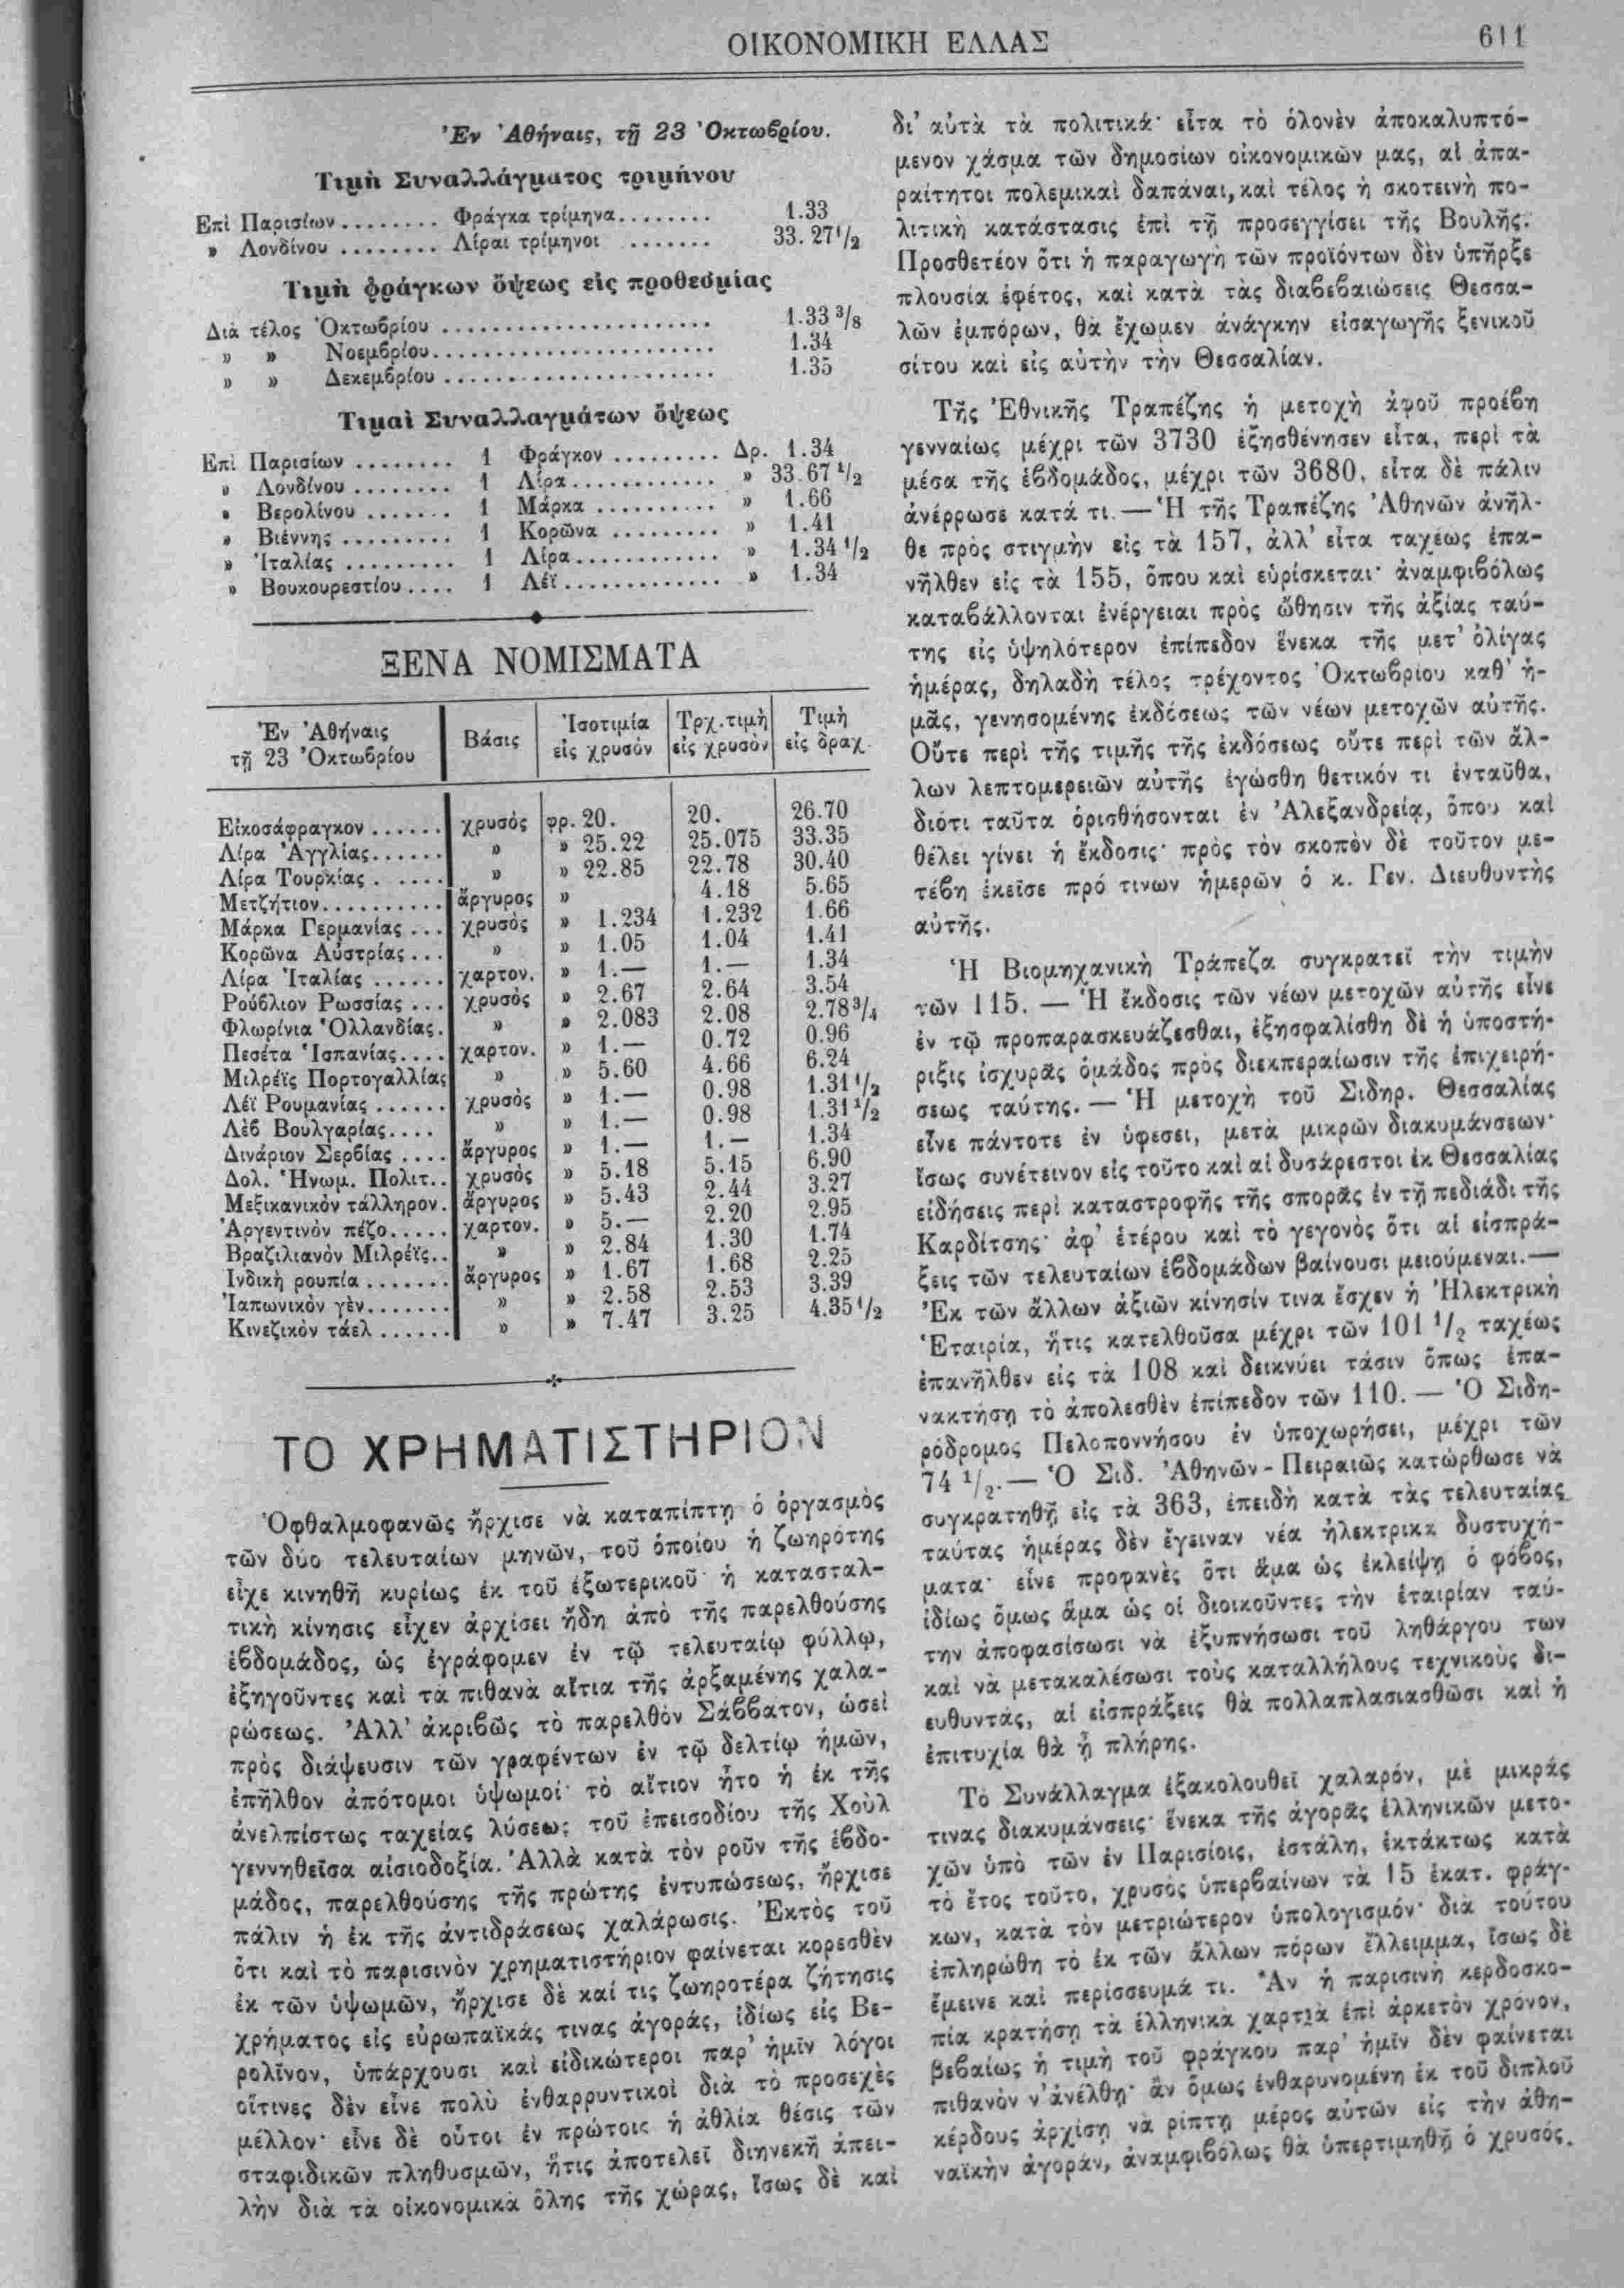 ΟΙΚΟΝΟΜΙΚΗ ΕΛΛΑΣ
611
Ἐν Ἀθήναις, τῇ 23 Ὀκτωβρίου.
Τιμὴ Συναλλάγματος τριμήνου
Ἐπὶ Παρισίων ........ Φράγκα τρίμηνα ........ 1.33
» Λονδίνου ........ Λίραι τρίμηνοι ....... 33.27 1/2
Τιμὴ φράγκων ὄψεως εἰς προθεσμίας
Διὰ τέλος Ὀκτωβρίου ...................... 1.33 3/8
» » Νοεμβρίου ...................... 1.34
» » Δεκεμβρίου ...................... 1.35
Τιμαὶ Συναλλαγμάτων ὄψεως
Ἐπὶ Παρισίων ........ 1 Φράγκον ......... Δρ. 1.34
» Λονδίνου ........ 1 Λίρα ............ » 33.67 1/2
» Βερολίνου ....... 1 Μάρκα .......... » 1.66
» Βιέννης ......... 1 Κορῶνα ......... » 1.41
» Ἰταλίας ......... 1 Λίρα ............ » 1.34 1/2
» Βουκουρεστίου .... 1 Λέϊ ............ » 1.34
ΞΕΝΑ ΝΟΜΙΣΜΑΤΑ
Ἐν Ἀθήναις τῇ 23 Ὀκτωβρίου | Βάσις | Ἰσοτιμία εἰς χρυσὸν | Τρχ. τιμὴ εἰς χρυσὸν | Τιμὴ εἰς δραχ.
Εἰκοσάφραγκον ...... χρυσὸς φρ. 20. 20. 26.70
Λίρα Ἀγγλίας ...... » » 25.22 25.075 33.35
Λίρα Τουρκίας ..... » » 22.85 22.78 30.40
Μετζήτιον .......... ἄργυρος » 4.18 5.65
Μάρκα Γερμανίας ... χρυσὸς » 1.234 1.232 1.66
Κορῶνα Αὐστρίας ... » » 1.05 1.04 1.41
Λίρα Ἰταλίας ...... χαρτον. » 1.— 1.— 1.34
Ρούβλιον Ρωσσίας ... χρυσὸς » 2.67 2.64 3.54
Φλωρίνια Ὁλλανδίας . » » 2.083 2.08 2.78 3/4
Πεσέτα Ἱσπανίας .... χαρτον. » 1.— 0.72 0.96
Μιλρέϊς Πορτογαλλίας » » 5.60 4.66 6.24
Λέϊ Ρουμανίας ...... χρυσὸς » 1.— 0.98 1.31 1/2
Λὲβ Βουλγαρίας .... » » 1.— 0.98 1.31 1/2
Δινάριον Σερβίας .... ἄργυρος » 1.— 1.— 1.34
Δολ. Ἡνωμ. Πολιτ. . χρυσὸς » 5.18 5.15 6.90
Μεξικανικὸν τάλληρον . ἄργυρος » 5.43 2.44 3.27
Ἀργεντινὸν πέζο ..... χαρτον. » 5.— 2.20 2.95
Βραζιλιανὸν Μιλρέϊς . . » » 2.84 1.30 1.74
Ἰνδικὴ ρουπία ....... ἄργυρος » 1.67 1.68 2.25
Ἰαπωνικὸν γὲν ....... » » 2.58 2.53 3.39
Κινεζικὸν τάελ ...... » » 7.47 3.25 4.35 1/2
ΤΟ ΧΡΗΜΑΤΙΣΤΗΡΙΟΝ
Ὀφθαλμοφανῶς ἤρχισε νὰ καταπίπτῃ ὁ ὀργασμὸς
τῶν δύο τελευταίων μηνῶν, τοῦ ὁποίου ἡ ζωηρότης
εἶχε κινηθῆ κυρίως ἐκ τοῦ ἐξωτερικοῦ· ἡ κατασταλ-
τικὴ κίνησις εἶχεν ἀρχίσει ἤδη ἀπὸ τῆς παρελθούσης
ἑβδομάδος, ὡς ἐγράφομεν ἐν τῷ τελευταίῳ φύλλῳ,
ἐξηγοῦντες καὶ τὰ πιθανὰ αἴτια τῆς ἀρξαμένης χαλα-
ρώσεως. Ἀλλ' ἀκριβῶς τὸ παρελθὸν Σάββατον, ὡσεὶ
πρὸς διάψευσιν τῶν γραφέντων ἐν τῷ δελτίῳ ἡμῶν,
ἐπῆλθον ἀπότομοι ὑψωμοί· τὸ αἴτιον ἦτο ἡ ἐκ τῆς
ἀνελπίστως ταχείας λύσεως τοῦ ἐπεισοδίου τῆς Χοὺλ
γεννηθεῖσα αἰσιοδοξία. Ἀλλὰ κατὰ τὸν ροῦν τῆς ἑβδο-
μάδος, παρελθούσης τῆς πρώτης ἐντυπώσεως, ἤρχισε
πάλιν ἡ ἐκ τῆς ἀντιδράσεως χαλάρωσις. Ἐκτὸς τοῦ
ὅτι καὶ τὸ παρισινὸν χρηματιστήριον φαίνεται κορεσθὲν
ἐκ τῶν ὑψωμῶν, ἤρχισε δὲ καί τις ζωηροτέρα ζήτησις
χρήματος εἰς εὐρωπαϊκάς τινας ἀγοράς, ἰδίως εἰς Βε-
ρολῖνον, ὑπάρχουσι καὶ εἰδικώτεροι παρ' ἡμῖν λόγοι
οἵτινες δὲν εἶνε πολὺ ἐνθαρρυντικοὶ διὰ τὸ προσεχὲς
μέλλον· εἶνε δὲ οὗτοι ἐν πρώτοις ἡ ἀθλία θέσις τῶν
σταφιδικῶν πληθυσμῶν, ἥτις ἀποτελεῖ διηνεκῆ ἀπει-
λὴν διὰ τὰ οἰκονομικὰ ὅλης τῆς χώρας, ἴσως δὲ καὶ
δι' αὐτὰ τὰ πολιτικά· εἶτα τὸ ὁλονὲν ἀποκαλυπτό-
μενον χάσμα τῶν δημοσίων οἰκονομικῶν μας, αἱ ἀπα-
ραίτητοι πολεμικαὶ δαπάναι, καὶ τέλος ἡ σκοτεινὴ πο-
λιτικὴ κατάστασις ἐπὶ τῇ προσεγγίσει τῆς Βουλῆς.
Προσθετέον ὅτι ἡ παραγωγὴ τῶν προϊόντων δὲν ὑπῆρξε
πλουσία ἐφέτος, καὶ κατὰ τὰς διαβεβαιώσεις Θεσσα-
λῶν ἐμπόρων, θὰ ἔχωμεν ἀνάγκην εἰσαγωγῆς ξενικοῦ
σίτου καὶ εἰς αὐτὴν τὴν Θεσσαλίαν.
Τῆς Ἐθνικῆς Τραπέζης ἡ μετοχὴ ἀφοῦ προέβη
γενναίως μέχρι τῶν 3730 ἐξησθένησεν εἶτα, περὶ τὰ
μέσα τῆς ἑβδομάδος, μέχρι τῶν 3680, εἶτα δὲ πάλιν
ἀνέρρωσε κατά τι. — Ἡ τῆς Τραπέζης Ἀθηνῶν ἀνῆλ-
θε πρὸς στιγμὴν εἰς τὰ 157, ἀλλ' εἶτα ταχέως ἐπα-
νῆλθεν εἰς τὰ 155, ὅπου καὶ εὑρίσκεται· ἀναμφιβόλως
καταβάλλονται ἐνέργειαι πρὸς ὤθησιν τῆς ἀξίας ταύ-
της εἰς ὑψηλότερον ἐπίπεδον ἕνεκα τῆς μετ' ὀλίγας
ἡμέρας, δηλαδὴ τέλος τρέχοντος Ὀκτωβρίου καθ' ἡ-
μᾶς, γενησομένης ἐκδόσεως τῶν νέων μετοχῶν αὐτῆς.
Οὔτε περὶ τῆς τιμῆς τῆς ἐκδόσεως οὔτε περὶ τῶν ἄλ-
λων λεπτομερειῶν αὐτῆς ἐγώσθη θετικόν τι ἐνταῦθα,
διότι ταῦτα ὁρισθήσονται ἐν Ἀλεξανδρείᾳ, ὅπου καὶ
θέλει γίνει ἡ ἔκδοσις· πρὸς τὸν σκοπὸν δὲ τοῦτον με-
τέβη ἐκεῖσε πρό τινων ἡμερῶν ὁ κ. Γεν. Διευθυντὴς
αὐτῆς.
Ἡ Βιομηχανικὴ Τράπεζα συγκρατεῖ τὴν τιμὴν
τῶν 115. — Ἡ ἔκδοσις τῶν νέων μετοχῶν αὐτῆς εἶνε
ἐν τῷ προπαρασκευάζεσθαι, ἐξησφαλίσθη δὲ ἡ ὑποστή-
ριξις ἰσχυρᾶς ὁμάδος πρὸς διεκπεραίωσιν τῆς ἐπιχειρή-
σεως ταύτης. — Ἡ μετοχὴ τοῦ Σιδηρ. Θεσσαλίας
εἶνε πάντοτε ἐν ὑφεσει, μετὰ μικρῶν διακυμάνσεων·
ἴσως συνέτεινον εἰς τοῦτο καὶ αἱ δυσάρεστοι ἐκ Θεσσαλίας
εἰδήσεις περὶ καταστροφῆς τῆς σπορᾶς ἐν τῇ πεδιάδι τῆς
Καρδίτσης· ἀφ' ἑτέρου καὶ τὸ γεγονὸς ὅτι αἱ εἰσπρά-
ξεις τῶν τελευταίων ἑβδομάδων βαίνουσι μειούμεναι. —
Ἐκ τῶν ἄλλων ἀξιῶν κίνησίν τινα ἔσχεν ἡ Ἠλεκτρικὴ
Ἑταιρία, ἥτις κατελθοῦσα μέχρι τῶν 101 1/2 ταχέως
ἐπανῆλθεν εἰς τὰ 108 καὶ δεικνύει τάσιν ὅπως ἐπα-
νακτήσῃ τὸ ἀπολεσθὲν ἐπίπεδον τῶν 110. — Ὁ Σιδη-
ρόδρομος Πελοποννήσου ἐν ὑποχωρήσει, μέχρι τῶν
74 1/2. — Ὁ Σιδ. Ἀθηνῶν - Πειραιῶς κατώρθωσε νὰ
συγκρατηθῇ εἰς τὰ 363, ἐπειδὴ κατὰ τὰς τελευταίας
ταύτας ἡμέρας δὲν ἔγειναν νέα ἠλεκτρικὰ δυστυχή-
ματα· εἶνε προφανὲς ὅτι ἅμα ὡς ἐκλείψῃ ὁ φόβος,
ἰδίως ὅμως ἅμα ὡς οἱ διοικοῦντες τὴν ἑταιρίαν ταύ-
την ἀποφασίσωσι νὰ ἐξυπνήσωσι τοῦ ληθάργου των
καὶ νὰ μετακαλέσωσι τοὺς καταλλήλους τεχνικοὺς δι-
ευθυντάς, αἱ εἰσπράξεις θὰ πολλαπλασιασθῶσι καὶ ἡ
ἐπιτυχία θὰ ᾖ πλήρης.
Τὸ Συνάλλαγμα ἐξακολουθεῖ χαλαρόν, μὲ μικράς
τινας διακυμάνσεις· ἕνεκα τῆς ἀγορᾶς ἑλληνικῶν μετο-
χῶν ὑπὸ τῶν ἐν Παρισίοις, ἐστάλη, ἐκτάκτως κατὰ
τὸ ἔτος τοῦτο, χρυσὸς ὑπερβαίνων τὰ 15 ἑκατ. φράγ-
κων, κατὰ τὸν μετριώτερον ὑπολογισμόν· διὰ τούτου
ἐπληρώθη τὸ ἐκ τῶν ἄλλων πόρων ἔλλειμμα, ἴσως δὲ
ἔμεινε καὶ περίσσευμά τι. Ἂν ἡ παρισινὴ κερδοσκο-
πία κρατήσῃ τὰ ἑλληνικὰ χαρτιὰ ἐπὶ ἀρκετὸν χρόνον,
βεβαίως ἡ τιμὴ τοῦ φράγκου παρ' ἡμῖν δὲν φαίνεται
πιθανὸν ν' ἀνέλθῃ· ἂν ὅμως ἐνθαρυνομένη ἐκ τοῦ διπλοῦ
κέρδους ἀρχίσῃ νὰ ρίπτῃ μέρος αὐτῶν εἰς τὴν ἀθη-
ναϊκὴν ἀγοράν, ἀναμφιβόλως θὰ ὑπερτιμηθῇ ὁ χρυσός.